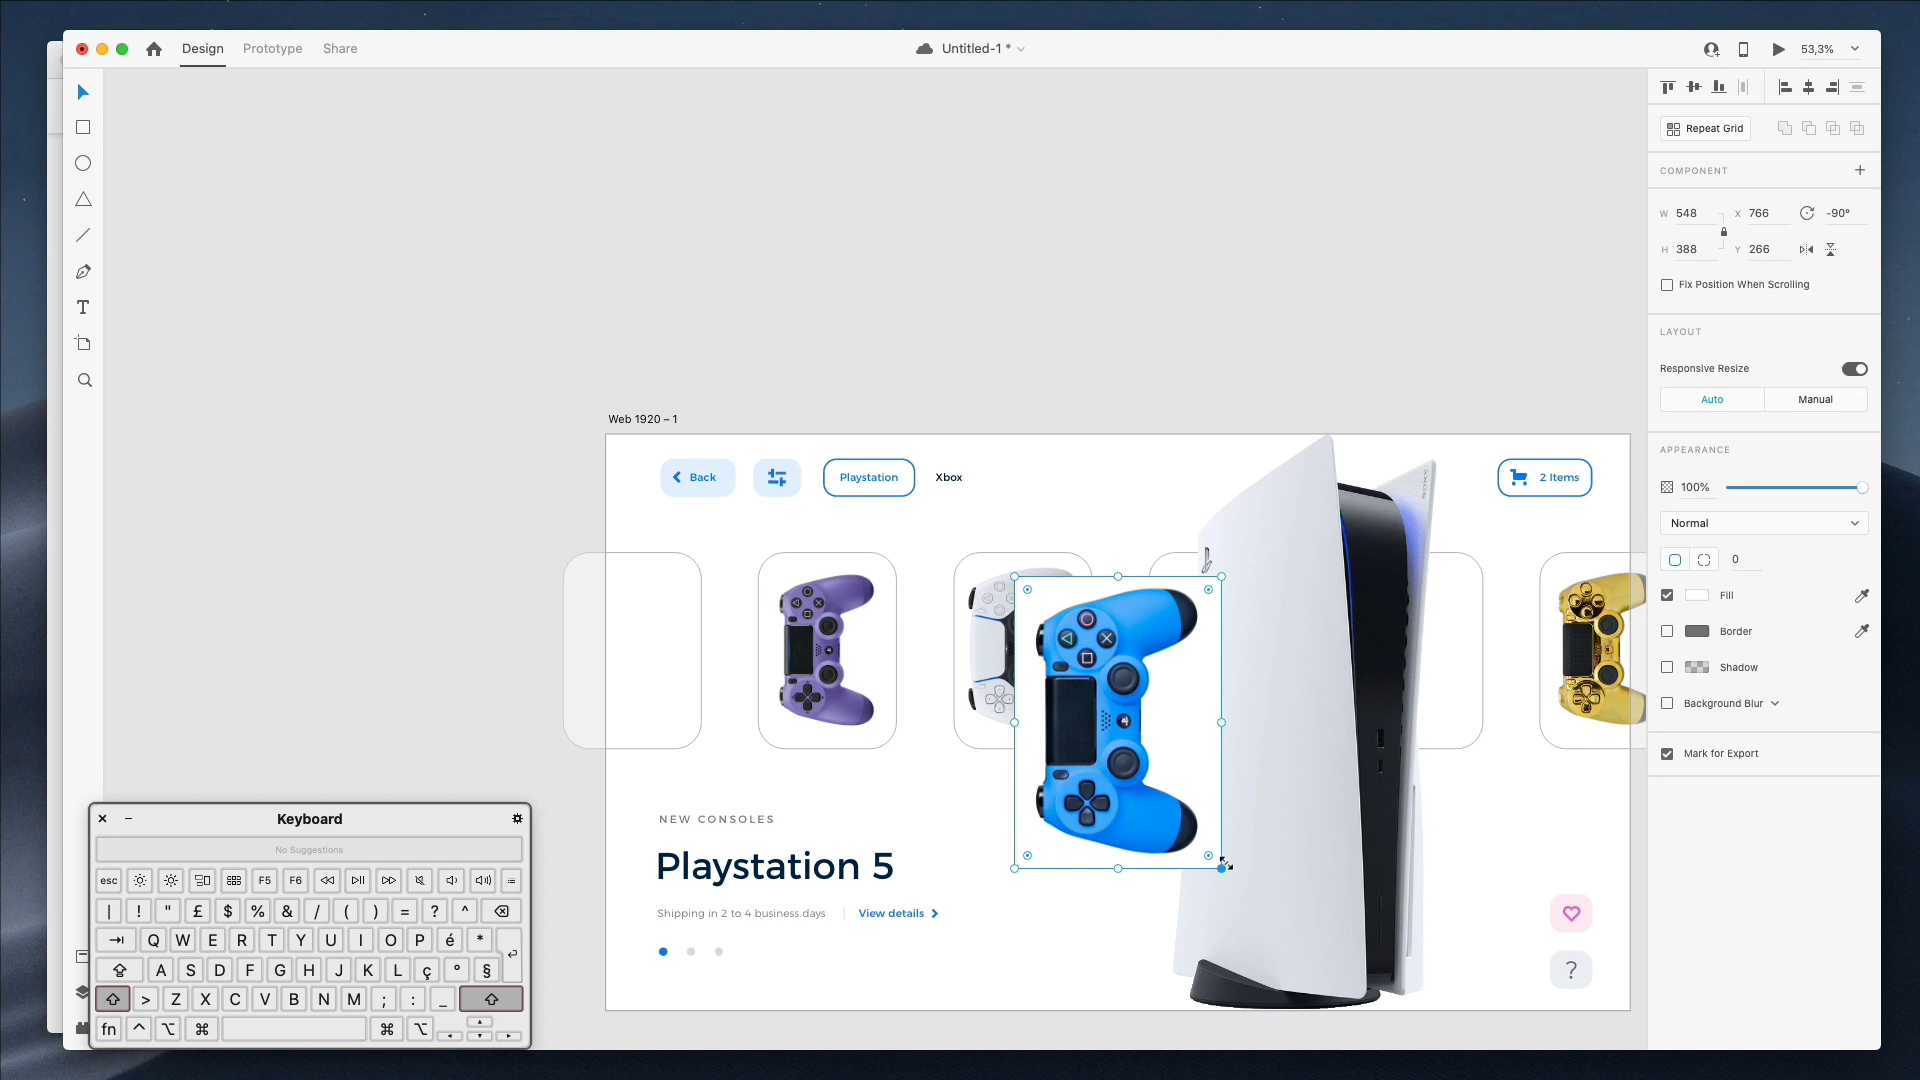 Design Prototype Share
Untitled-1 *
53,3%
Repeat Grid
COMPONENT
W 548 X 766 -90°
H 388 Y 266
Fix Position When Scrolling
LAYOUT
Responsive Resize
Auto Manual
APPEARANCE
100%
Normal
0
Fill
Border
Shadow
Background Blur
Mark for Export
Web 1920 – 1
Back Playstation Xbox 2 Items
NEW CONSOLES
Playstation 5
Shipping in 2 to 4 business days View details
?
Keyboard
No Suggestions
esc F5 F6
| ! " £ $ % & / ( ) = ? ^
Q W E R T Y U I O P é *
A S D F G H J K L ç ° §
> Z X C V B N M ; : _
fn